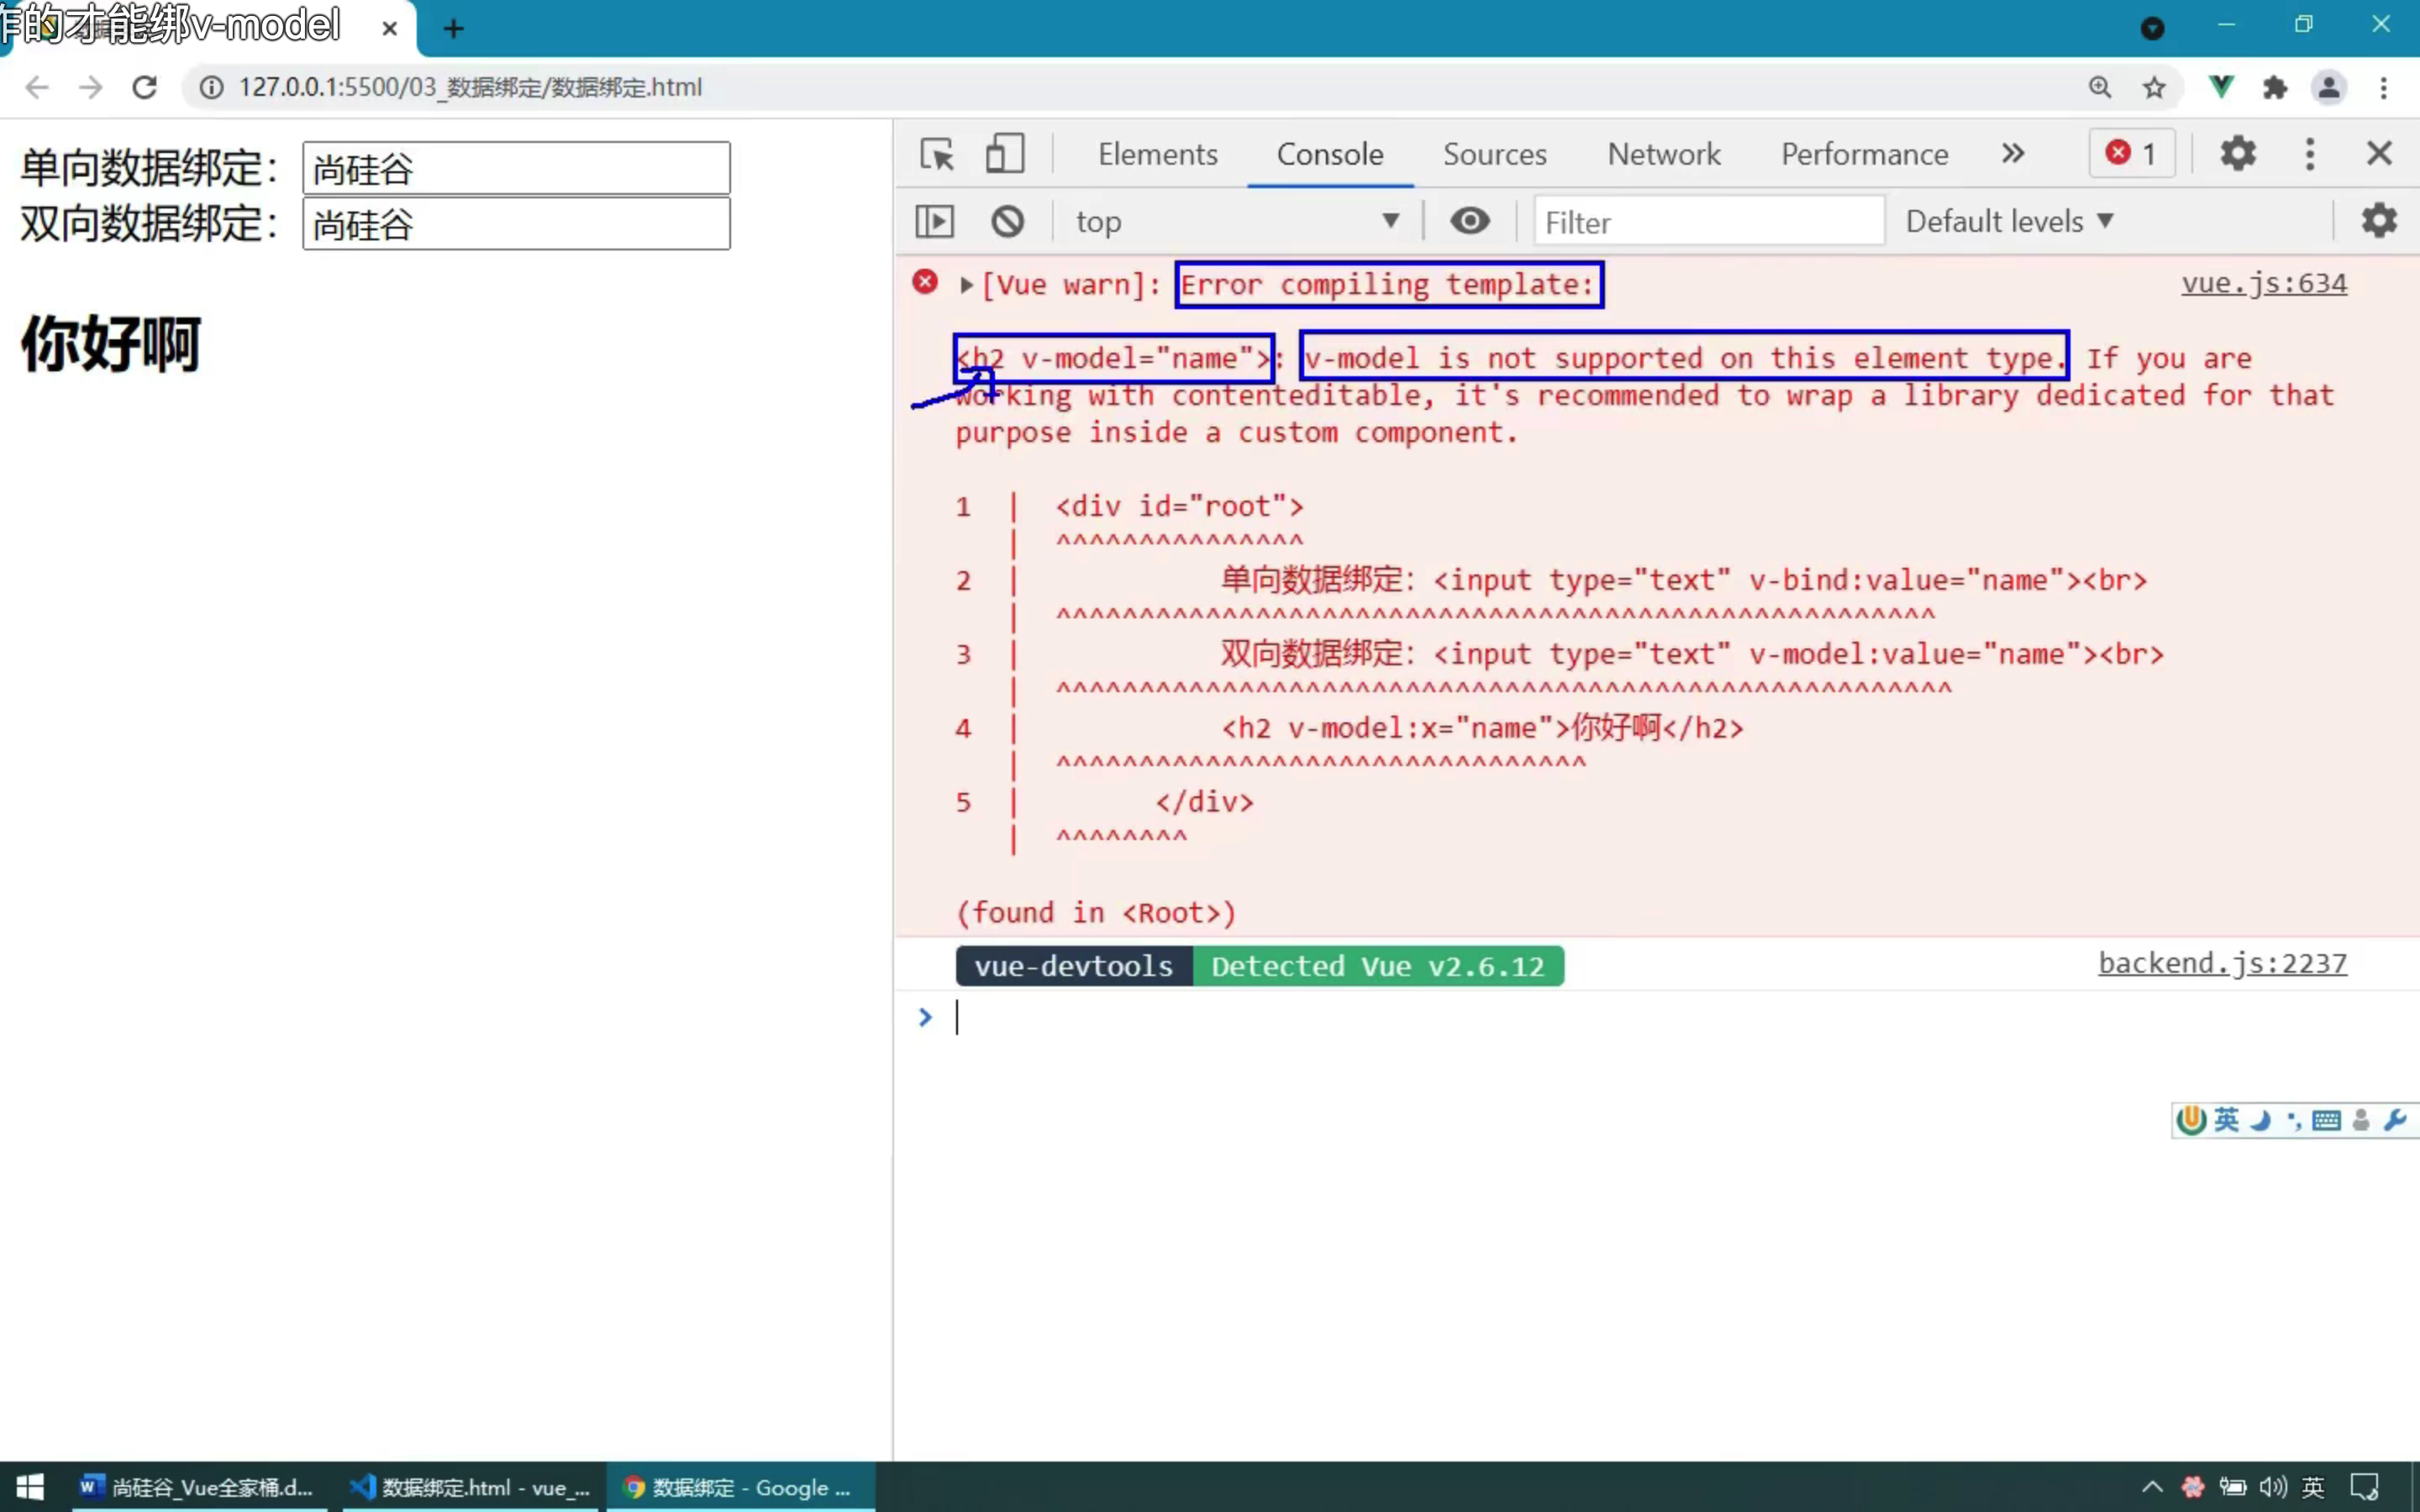 作的才能绑v-model
127.0.0.1:5500/03_数据绑定/数据绑定.html
单向数据绑定：尚硅谷
双向数据绑定：尚硅谷
你好啊
Elements Console Sources Network Performance 1
top Filter Default levels
[Vue warn]: Error compiling template: vue.js:634
<h2 v-model="name">: v-model is not supported on this element type. If you are
working with contenteditable, it's recommended to wrap a library dedicated for that
purpose inside a custom component.
1 | <div id="root">
| ^^^^^^^^^^^^^^^
2 | 单向数据绑定：<input type="text" v-bind:value="name"><br>
| ^^^^^^^^^^^^^^^^^^^^^^^^^^^^^^^^^^^^^^^^^^^^^^^^^^^^^
3 | 双向数据绑定：<input type="text" v-model:value="name"><br>
| ^^^^^^^^^^^^^^^^^^^^^^^^^^^^^^^^^^^^^^^^^^^^^^^^^^^^^^
4 | <h2 v-model:x="name">你好啊</h2>
| ^^^^^^^^^^^^^^^^^^^^^^^^^^^^^^^^
5 | </div>
| ^^^^^^^^
(found in <Root>)
vue-devtools Detected Vue v2.6.12 backend.js:2237
>
英
尚硅谷_Vue全家桶.d... 数据绑定.html - vue_... 数据绑定 - Google ... 英